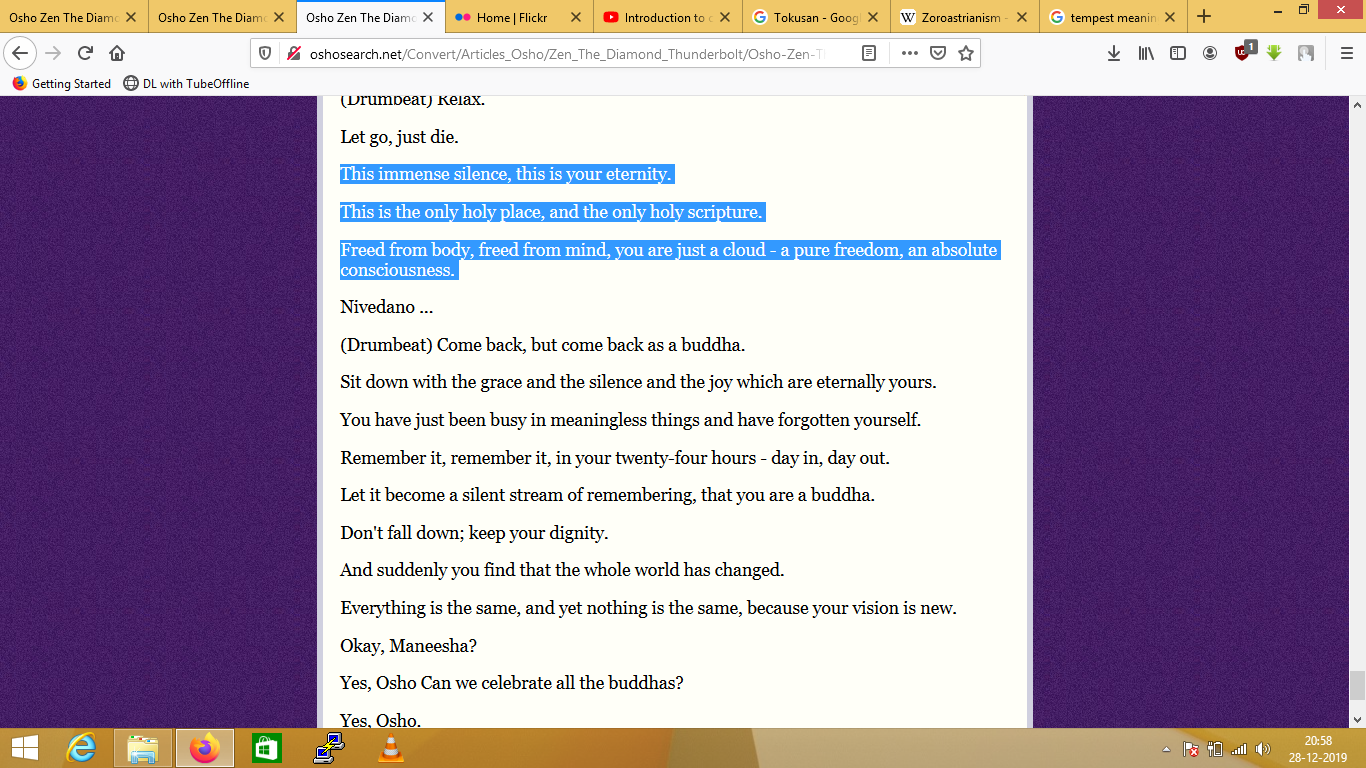 Osho Zen The Diamo
Osho Zen The Diamo
Osho Zen The Diamo
Home | Flickr
Introduction to c
Tokusan - Googl
Zoroastrianism -
tempest meanin
oshosearch.net/Convert/Articles_Osho/Zen_The_Diamond_Thunderbolt/Osho-Zen-T
1
Getting Started
DL with TubeOffline
(Drumbeat) Relax.
Let go, just die.
This immense silence, this is your eternity.
This is the only holy place, and the only holy scripture.
Freed from body, freed from mind, you are just a cloud - a pure freedom, an absolute
consciousness.
Nivedano ...
(Drumbeat) Come back, but come back as a buddha.
Sit down with the grace and the silence and the joy which are eternally yours.
You have just been busy in meaningless things and have forgotten yourself.
Remember it, remember it, in your twenty-four hours - day in, day out.
Let it become a silent stream of remembering, that you are a buddha.
Don't fall down; keep your dignity.
And suddenly you find that the whole world has changed.
Everything is the same, and yet nothing is the same, because your vision is new.
Okay, Maneesha?
Yes, Osho Can we celebrate all the buddhas?
Yes, Osho.
20:58
28-12-2019